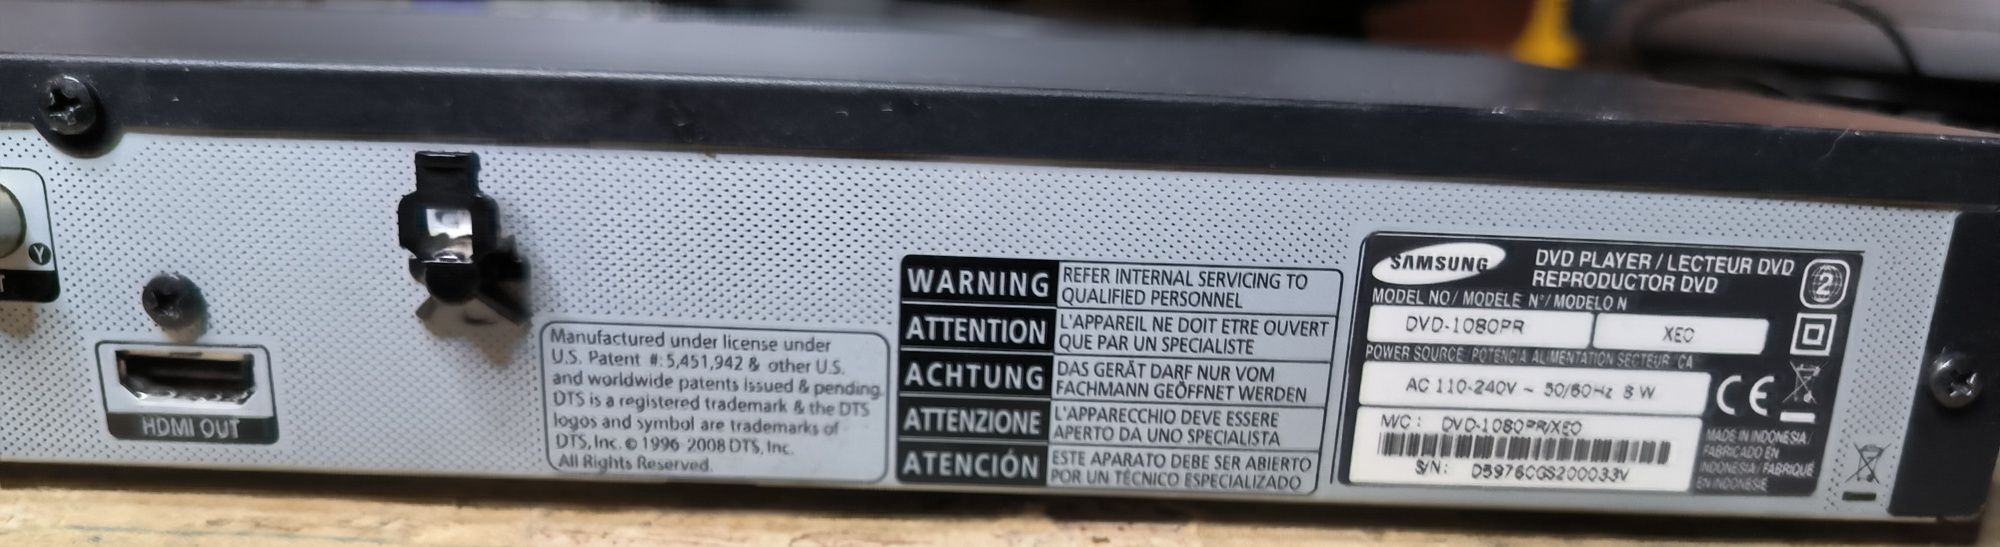 Y
HDMI OUT
Manufactured under license under
U.S. Patent #: 5,451,942 & other U.S.
and worldwide patents issued & pending.
DTS is a registered trademark & the DTS
logos and symbol are trademarks of
DTS, Inc. © 1996-2008 DTS, Inc.
All Rights Reserved.
WARNING REFER INTERNAL SERVICING TO
QUALIFIED PERSONNEL
ATTENTION L'APPAREIL NE DOIT ETRE OUVERT
QUE PAR UN SPECIALISTE
ACHTUNG DAS GERÄT DARF NUR VOM
FACHMANN GEÖFFNET WERDEN
ATTENZIONE L'APPARECCHIO DEVE ESSERE
APERTO DA UNO SPECIALISTA
ATENCIÓN ESTE APARATO DEBE SER ABIERTO
POR UN TÉCNICO ESPECIALIZADO
SAMSUNG
DVD PLAYER / LECTEUR DVD
REPRODUCTOR DVD
2
MODEL NO/ MODELE N°/ MODELO N
DVD-1080PR XEO
POWER SOURCE POTENCIA ALIMENTATION SECTEUR CA
AC 110-240V ~ 50/60Hz 8 W
CE
M/C : DVD-1080PR/XEO
S/N : D5976CGS200033V
MADE IN INDONESIA/
FABRICADO EN
INDONESIA/ FABRIQUÉ
EN INDONESIE